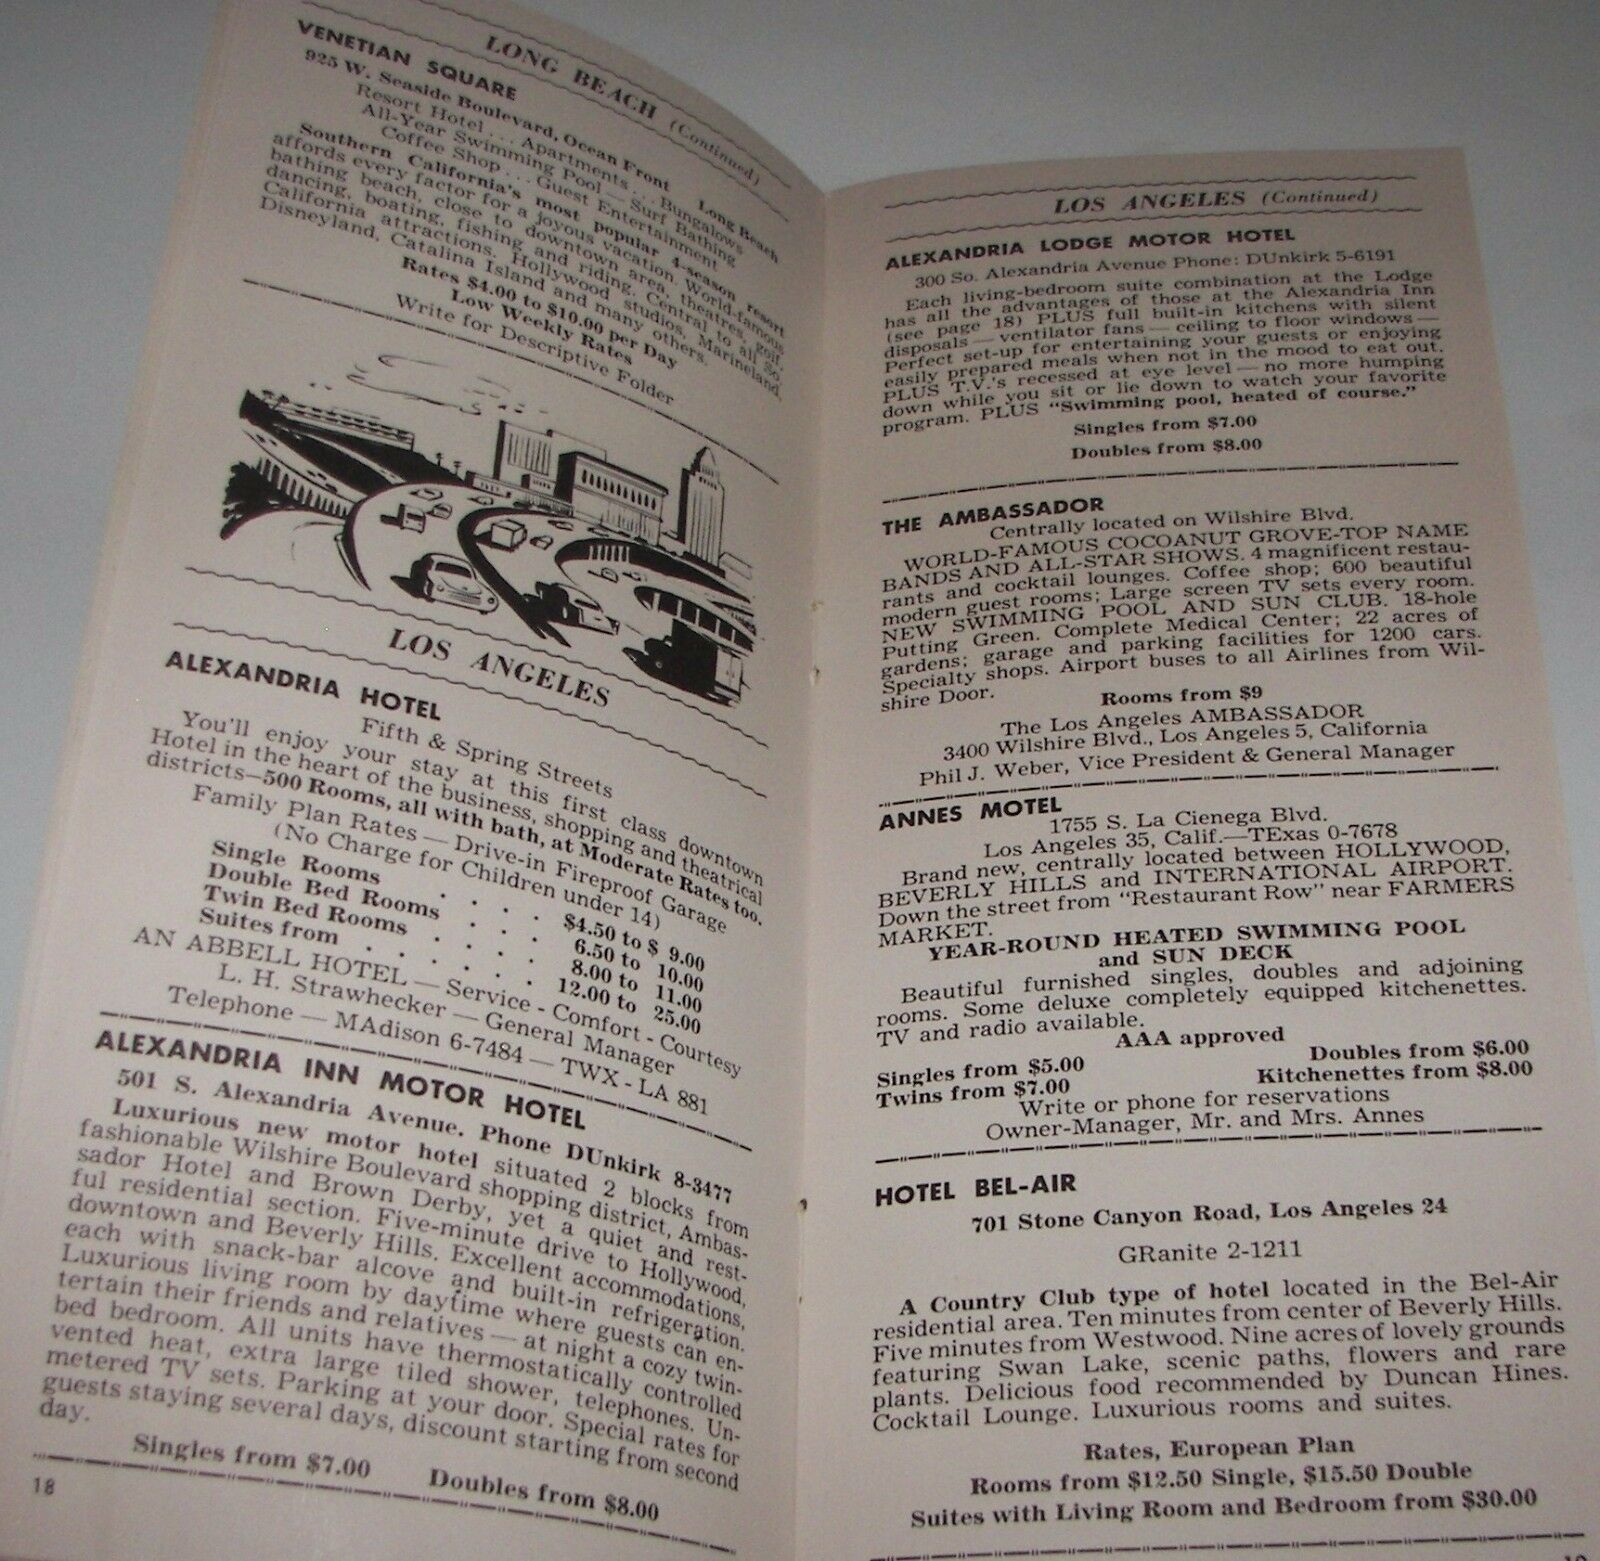 LONG BEACH (Continued)
VENETIAN SQUARE
925 W. Seaside Boulevard, Ocean Front Long Beach
Resort Hotel . . Apartments . . Bungalows
All-Year Swimming Pool — Surf Bathing
Coffee Shop . . . Guest Entertainment
Southern California's most popular 4-season resort
affords every factor for a joyous vacation. World-famous
bathing beach, close to downtown area, theatres, golf,
dancing, boating, fishing and riding. Central to all So.
California attractions. Hollywood studios, Marineland,
Disneyland, Catalina Island and many others.
Rates $4.00 to $10.00 per Day
Low Weekly Rates
Write for Descriptive Folder
LOS ANGELES
ALEXANDRIA HOTEL
Fifth & Spring Streets
You'll enjoy your stay at this first class downtown
Hotel in the heart of the business, shopping and theatrical
districts—500 Rooms, all with bath, at Moderate Rates too.
Family Plan Rates — Drive-in Fireproof Garage
(No Charge for Children under 14)
Single Rooms . . . . $4.50 to $ 9.00
Double Bed Rooms . . . 6.50 to 10.00
Twin Bed Rooms . . . . 8.00 to 11.00
Suites from . . . . . 12.00 to 25.00
AN ABBELL HOTEL — Service - Comfort - Courtesy
L. H. Strawhecker — General Manager
Telephone — MAdison 6-7484 — TWX - LA 881
ALEXANDRIA INN MOTOR HOTEL
501 S. Alexandria Avenue. Phone DUnkirk 8-3477
Luxurious new motor hotel situated 2 blocks from
fashionable Wilshire Boulevard shopping district, Ambas-
sador Hotel and Brown Derby, yet a quiet and rest-
ful residential section. Five-minute drive to Hollywood,
downtown and Beverly Hills. Excellent accommodations,
each with snack-bar alcove and built-in refrigeration.
Luxurious living room by daytime where guests can en-
tertain their friends and relatives — at night a cozy twin-
bed bedroom. All units have thermostatically controlled
vented heat, extra large tiled shower, telephones. Un-
metered TV sets. Parking at your door. Special rates for
guests staying several days, discount starting from second
day.
Singles from $7.00 Doubles from $8.00
18
LOS ANGELES (Continued)
ALEXANDRIA LODGE MOTOR HOTEL
300 So. Alexandria Avenue Phone: DUnkirk 5-6191
Each living-bedroom suite combination at the Lodge
has all the advantages of those at the Alexandria Inn
(see page 18) PLUS full built-in kitchens with silent
disposals — ventilator fans — ceiling to floor windows —
Perfect set-up for entertaining your guests or enjoying
easily prepared meals when not in the mood to eat out.
PLUS T.V.'s recessed at eye level — no more humping
down while you sit or lie down to watch your favorite
program. PLUS "Swimming pool, heated of course."
Singles from $7.00
Doubles from $8.00
THE AMBASSADOR
Centrally located on Wilshire Blvd.
WORLD-FAMOUS COCOANUT GROVE-TOP NAME
BANDS AND ALL-STAR SHOWS. 4 magnificent restau-
rants and cocktail lounges. Coffee shop; 600 beautiful
modern guest rooms; Large screen TV sets every room.
NEW SWIMMING POOL AND SUN CLUB. 18-hole
Putting Green. Complete Medical Center; 22 acres of
gardens; garage and parking facilities for 1200 cars.
Specialty shops. Airport buses to all Airlines from Wil-
shire Door.
Rooms from $9
The Los Angeles AMBASSADOR
3400 Wilshire Blvd., Los Angeles 5, California
Phil J. Weber, Vice President & General Manager
ANNES MOTEL
1755 S. La Cienega Blvd.
Los Angeles 35, Calif.—TExas 0-7678
Brand new, centrally located between HOLLYWOOD,
BEVERLY HILLS and INTERNATIONAL AIRPORT.
Down the street from "Restaurant Row" near FARMERS
MARKET.
YEAR-ROUND HEATED SWIMMING POOL
and SUN DECK
Beautiful furnished singles, doubles and adjoining
rooms. Some deluxe completely equipped kitchenettes.
TV and radio available.
AAA approved
Singles from $5.00 Doubles from $6.00
Twins from $7.00 Kitchenettes from $8.00
Write or phone for reservations
Owner-Manager, Mr. and Mrs. Annes
HOTEL BEL-AIR
701 Stone Canyon Road, Los Angeles 24
GRanite 2-1211
A Country Club type of hotel located in the Bel-Air
residential area. Ten minutes from center of Beverly Hills.
Five minutes from Westwood. Nine acres of lovely grounds
featuring Swan Lake, scenic paths, flowers and rare
plants. Delicious food recommended by Duncan Hines.
Cocktail Lounge. Luxurious rooms and suites.
Rates, European Plan
Rooms from $12.50 Single, $15.50 Double
Suites with Living Room and Bedroom from $30.00